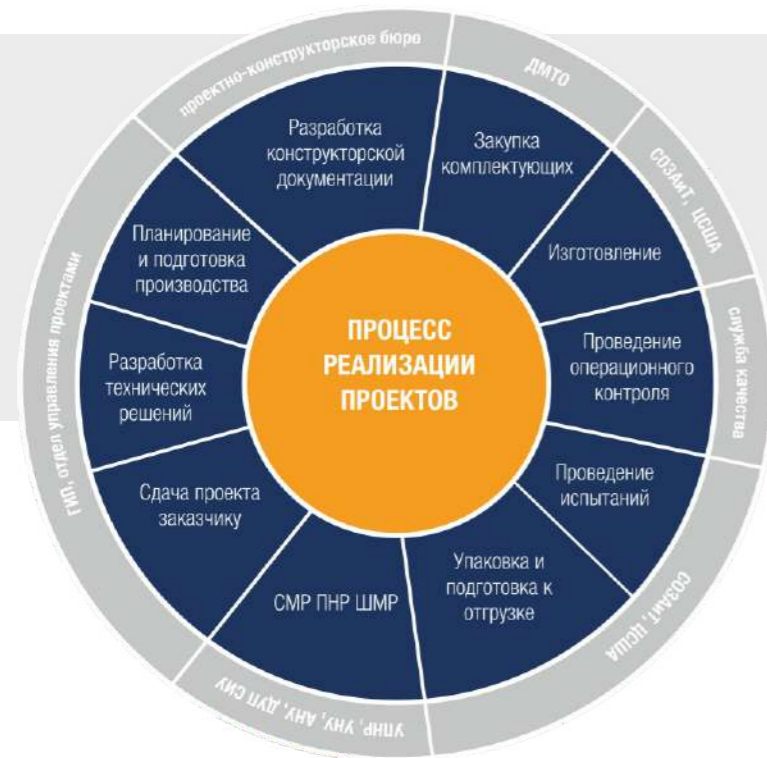 ПРОЦЕСС
РЕАЛИЗАЦИИ
ПРОЕКТОВ
проектно-конструкторское бюро
Разработка
конструкторской
документации
ДМТО
Закупка
комплектующих
СОЗАиТ, ЦСША
Изготовление
служба качества
Проведение
операционного
контроля
СОЗАиТ, ЦСША
Проведение
испытаний
Упаковка и
подготовка к
отгрузке
УПНР, УНУ, АНУ, ДУП СИУ
СМР ПНР ШМР
ГИП, отдел управления проектами
Сдача проекта
заказчику
Разработка
технических
решений
Планирование
и подготовка
производства